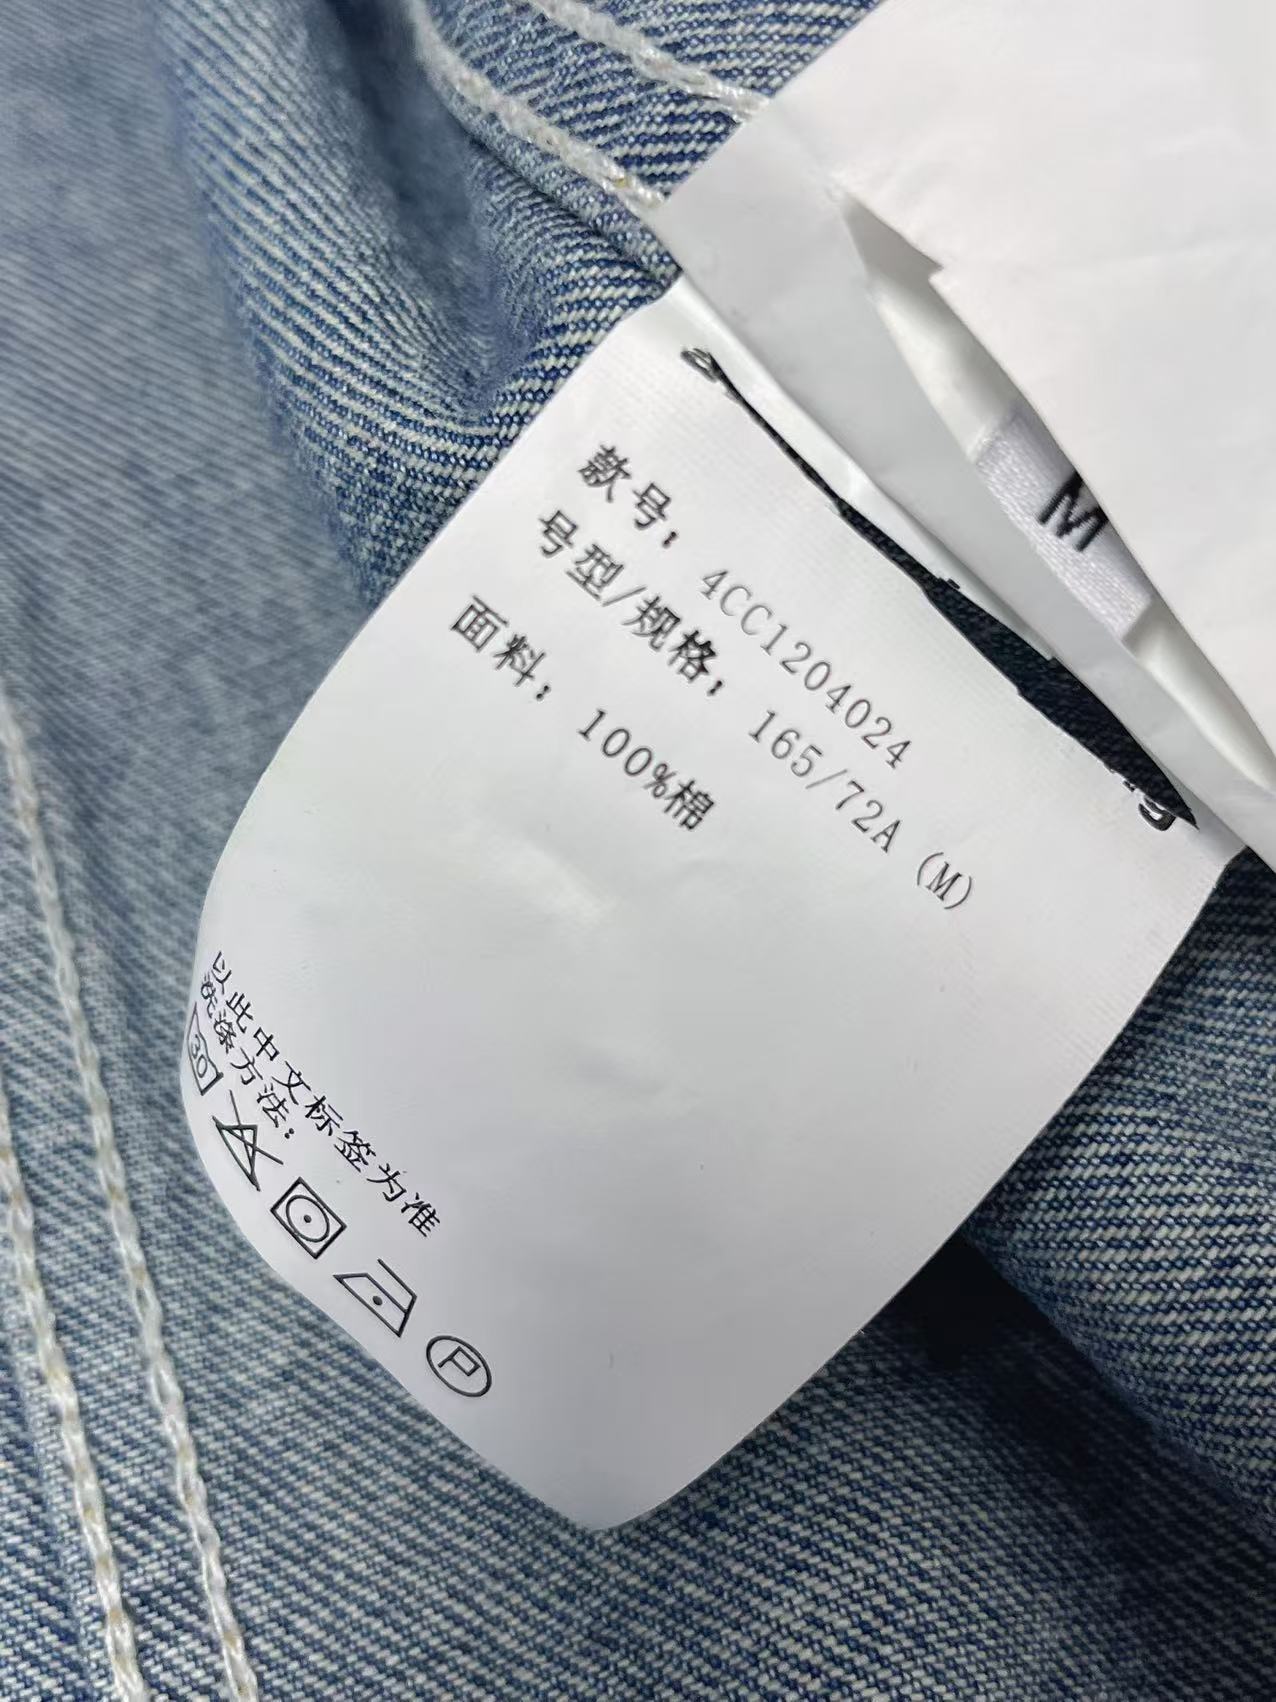 M
款号：4CC1204024
号型/规格：165/72A (M)
面料：100%棉
以此中文标签为准
洗涤方法：
30
P